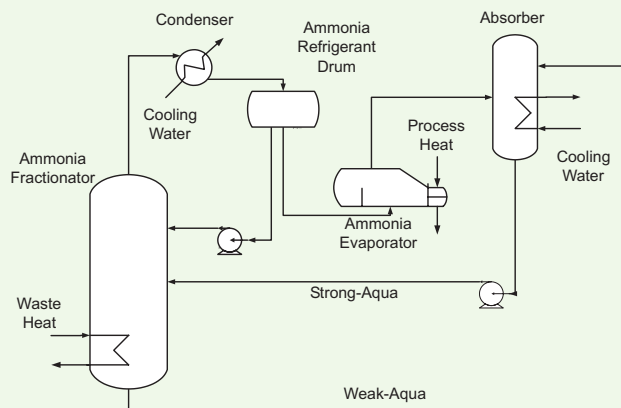 Condenser
Ammonia
Refrigerant
Drum
Absorber
Cooling
Water
Process
Heat
Cooling
Water
Ammonia
Fractionator
Ammonia
Evaporator
Strong-Aqua
Waste
Heat
Weak-Aqua